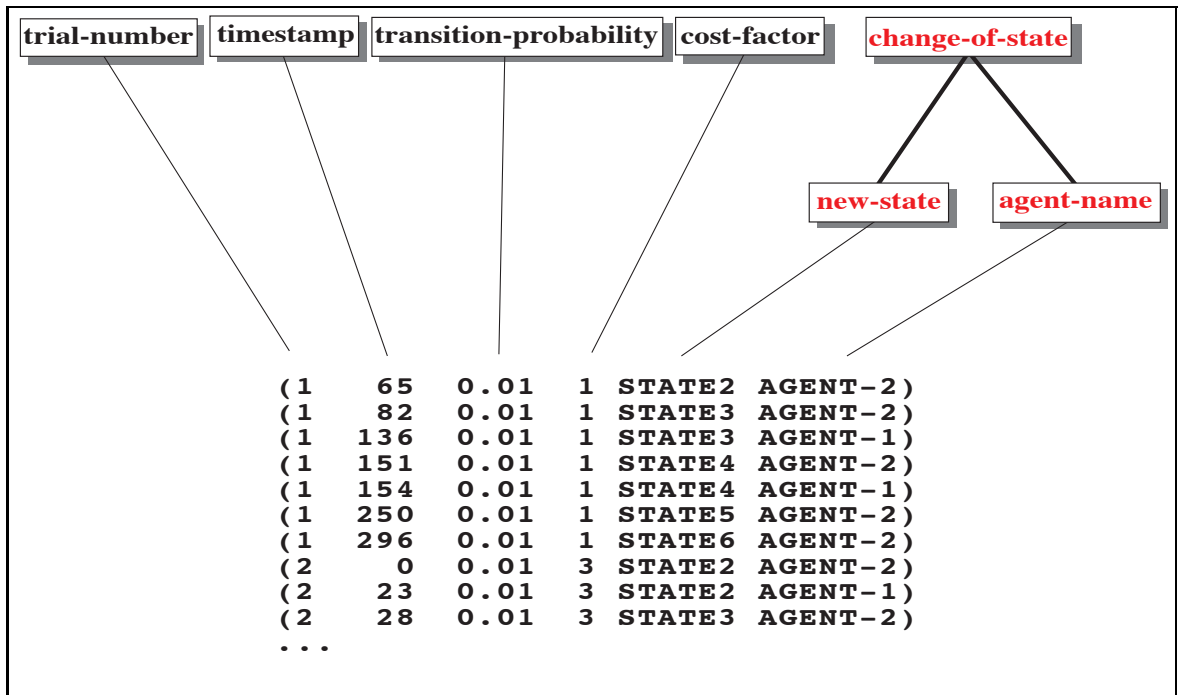 trial-number timestamp transition-probability cost-factor change-of-state
new-state agent-name
(1 65 0.01 1 STATE2 AGENT-2)
(1 82 0.01 1 STATE3 AGENT-2)
(1 136 0.01 1 STATE3 AGENT-1)
(1 151 0.01 1 STATE4 AGENT-2)
(1 154 0.01 1 STATE4 AGENT-1)
(1 250 0.01 1 STATE5 AGENT-2)
(1 296 0.01 1 STATE6 AGENT-2)
(2 0 0.01 3 STATE2 AGENT-2)
(2 23 0.01 3 STATE2 AGENT-1)
(2 28 0.01 3 STATE3 AGENT-2)
...